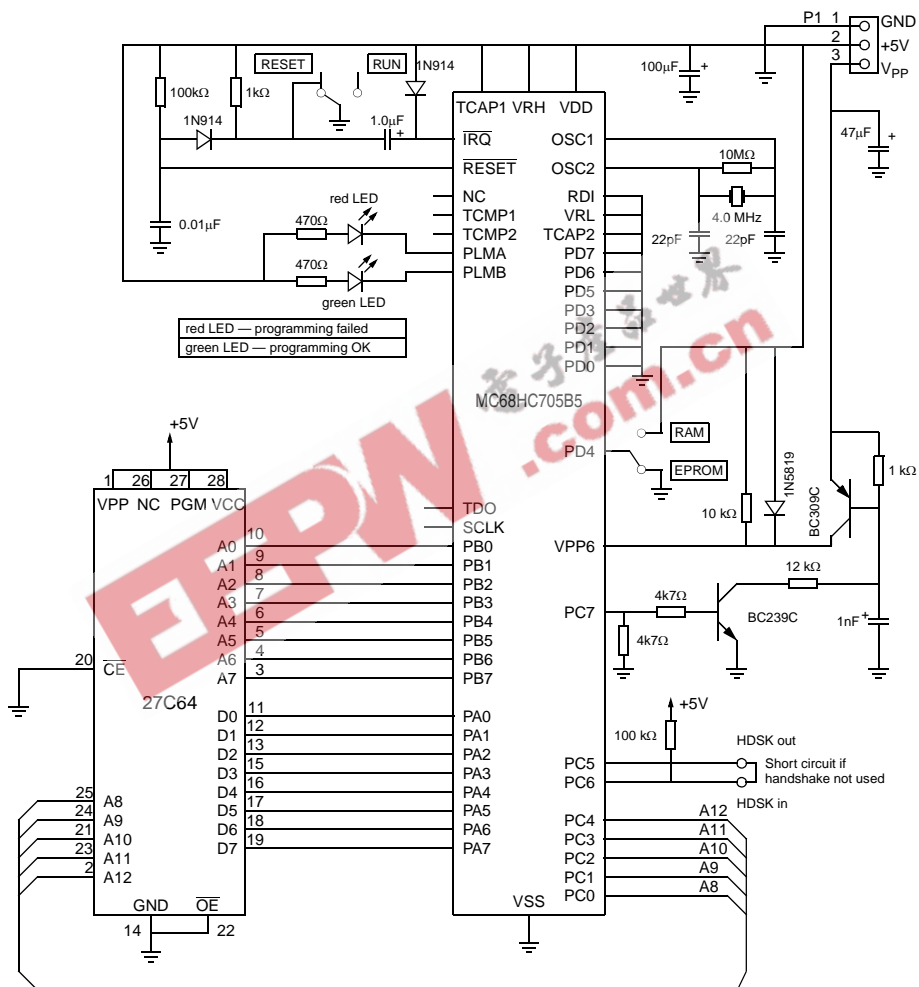 P1 1 GND
2 +5V
3 VPP
RESET
RUN
1N914
100µF +
100kΩ
1kΩ
TCAP1 VRH VDD
1N914
1.0µF
+
47µF +
IRQ
OSC1
10MΩ
RESET
OSC2
NC
RDI
red LED
TCMP1
VRL
4.0 MHz
0.01µF
470Ω
TCMP2
TCAP2
22pF
22pF
PLMA
PD7
470Ω
PLMB
PD6
green LED
PD5
PD3
red LED — programming failed
PD2
green LED — programming OK
PD1
PD0
電子產品世界
.com.cn
EEPW
MC68HC705B5
+5V
RAM
PD4
EPROM
1 26 27 28
VPP NC PGM VCC
1N5819
BC309C
1 kΩ
10 kΩ
TDO
SCLK
A0 10 PB0
VPP6
A1 9 PB1
A2 8 PB2
12 kΩ
A3 7 PB3
PC7
4k7Ω
A4 6 PB4
BC239C
1nF +
A5 5 PB5
4k7Ω
A6 4 PB6
20 CE
A7 3 PB7
27C64
+5V
D0 11 PA0
D1 12 PA1
100 kΩ
HDSK out
D2 13 PA2
PC5
Short circuit if
D3 15 PA3
PC6
handshake not used
D4 16 PA4
HDSK in
25 A8
D5 17 PA5
PC4 A12
24 A9
D6 18 PA6
PC3 A11
21 A10
D7 19 PA7
PC2 A10
23 A11
PC1 A9
2 A12
PC0 A8
GND OE
VSS
14 22